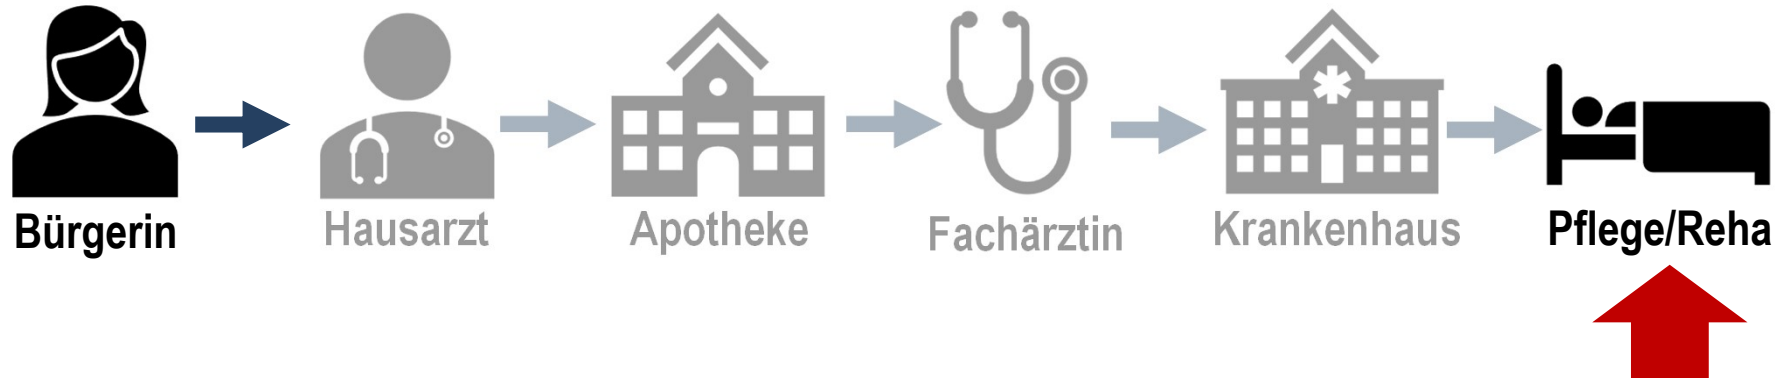 Bürgerin
Hausarzt
Apotheke
Fachärztin
Krankenhaus
Pflege/Reha